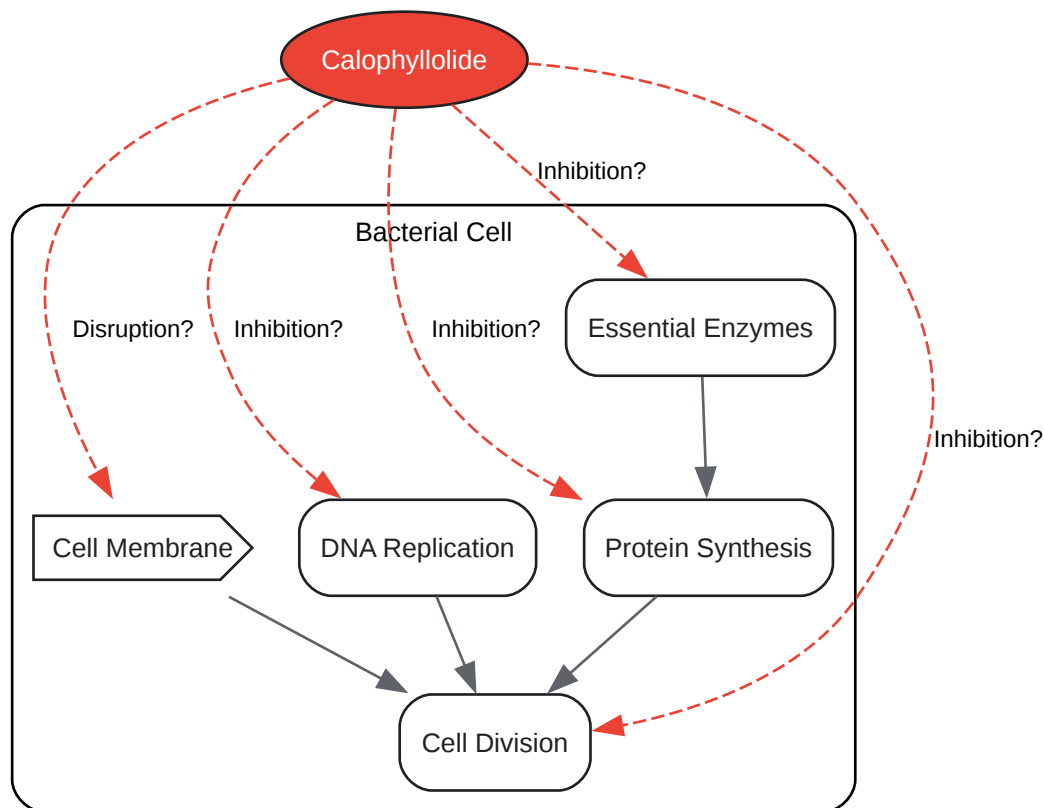 Calophyllolide
Inhibition?
Bacterial Cell
Disruption?
Inhibition?
Inhibition?
Essential Enzymes
Inhibition?
Cell Membrane
DNA Replication
Protein Synthesis
Cell Division